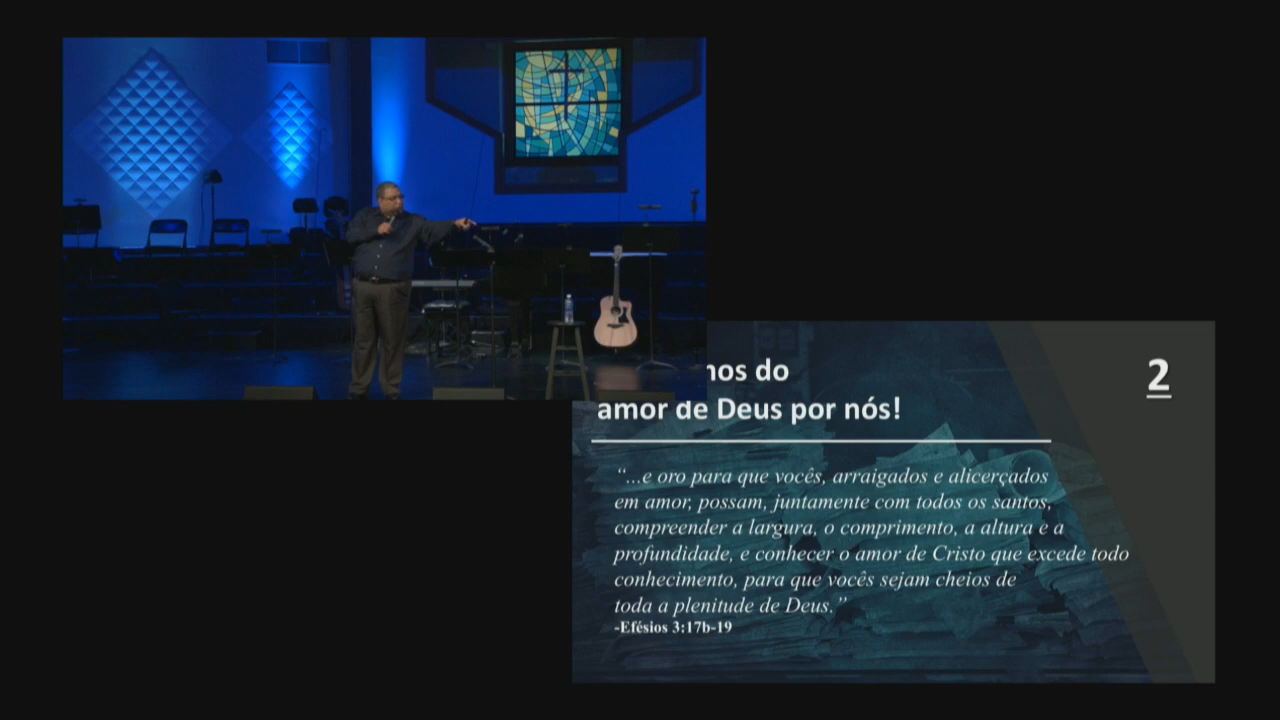 do
2
amor de Deus por nós!
“...e oro para que vocês, arraigados e alicerçados
em amor, possam, juntamente com todos os santos,
compreender a largura, o comprimento, a altura e a
profundidade, e conhecer o amor de Cristo que excede todo
conhecimento, para que vocês sejam cheios de
toda a plenitude de Deus.”
-Efésios 3:17b-19